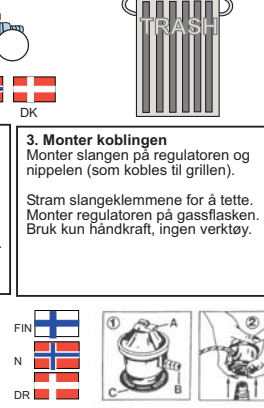 TRASH
DK
3. Monter koblingen
Monter slangen på regulatoren og
nippelen (som kobles til grillen).
Stram slangeklemmene for å tette.
Monter regulatoren på gassflasken.
Bruk kun håndkraft, ingen verktøy.
FIN
N
DR
1
A
B
C
2